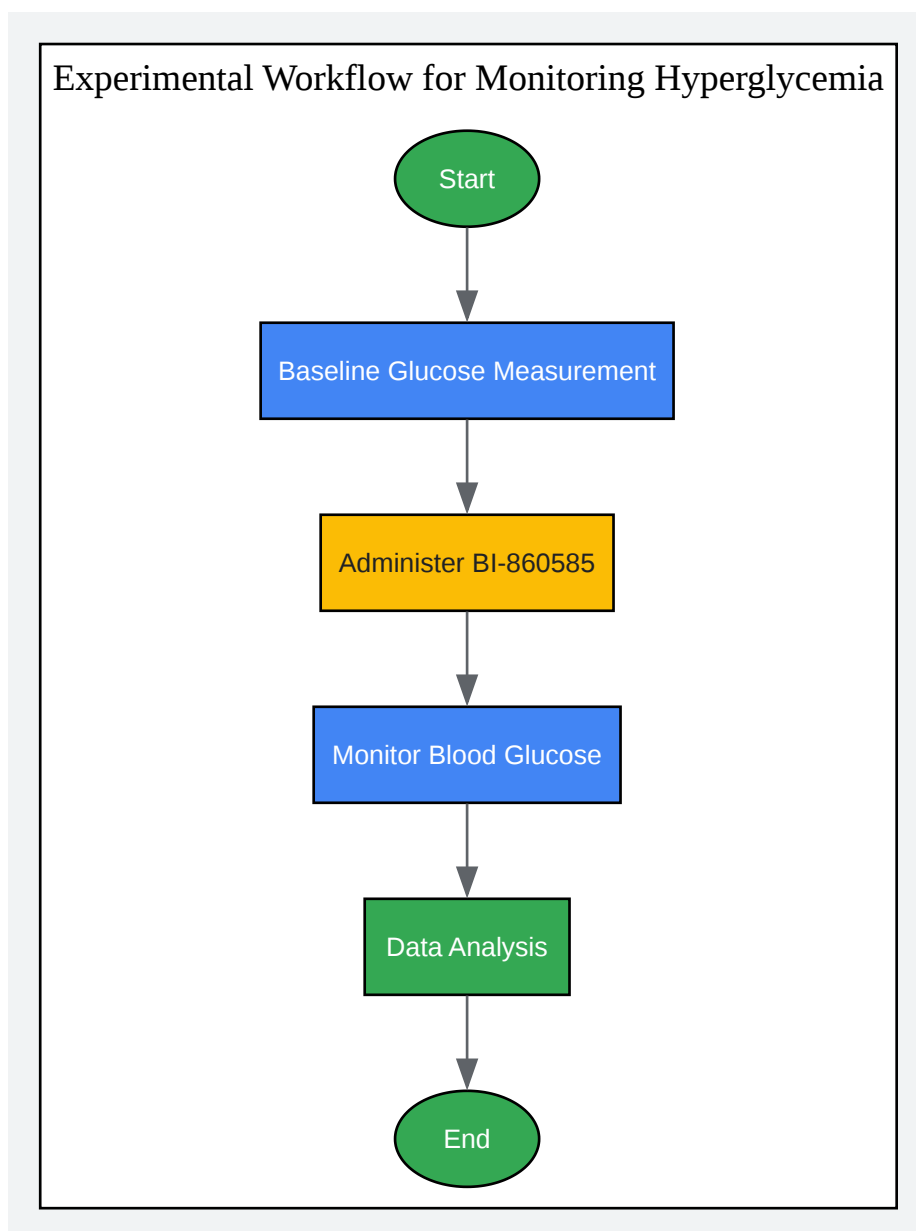 Experimental Workflow for Monitoring Hyperglycemia
Start
Baseline Glucose Measurement
Administer BI-860585
Monitor Blood Glucose
Data Analysis
End